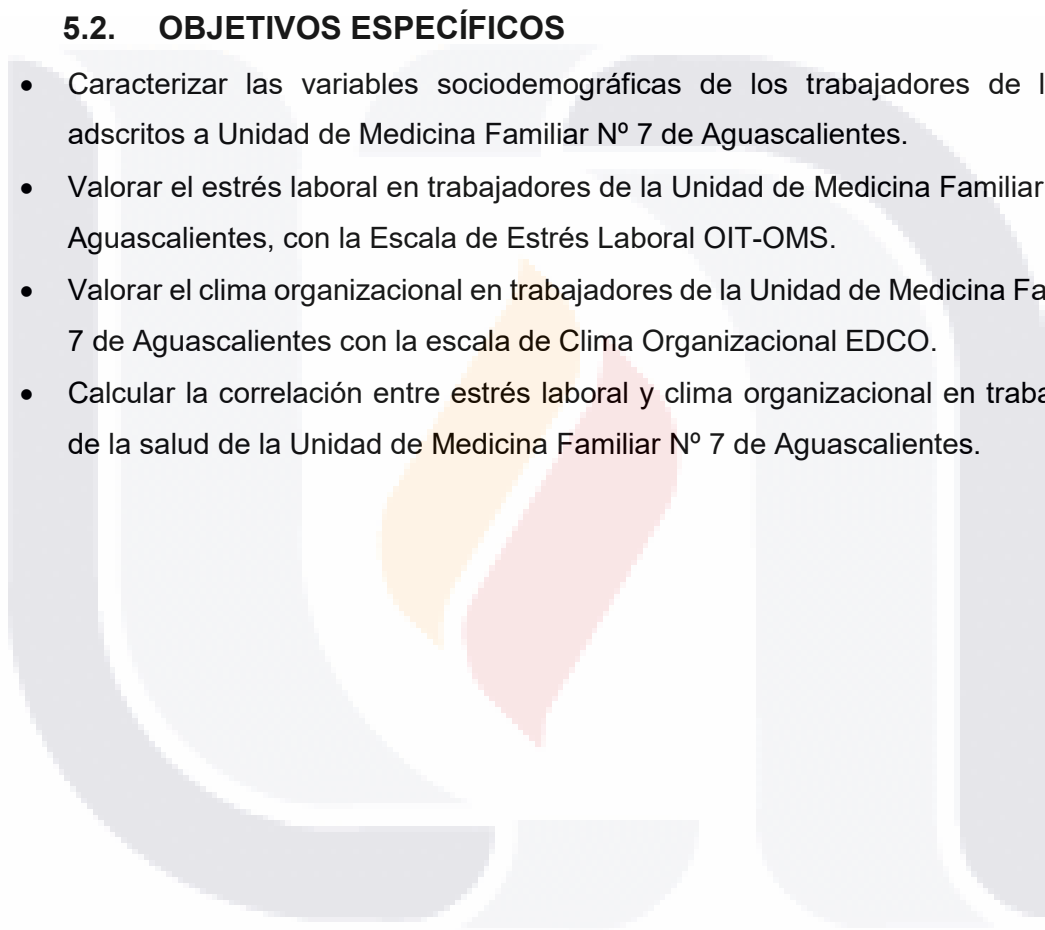 5.2. OBJETIVOS ESPECÍFICOS
• Caracterizar las variables sociodemográficas de los trabajadores de
adscritos a Unidad de Medicina Familiar Nº 7 de Aguascalientes.
• Valorar el estrés laboral en trabajadores de la Unidad de Medicina Familiar
Aguascalientes, con la Escala de Estrés Laboral OIT-OMS.
• Valorar el clima organizacional en trabajadores de la Unidad de Medicina
7 de Aguascalientes con la escala de Clima Organizacional EDCO.
• Calcular la correlación entre estrés laboral y clima organizacional en
de la salud de la Unidad de Medicina Familiar Nº 7 de Aguascalientes.